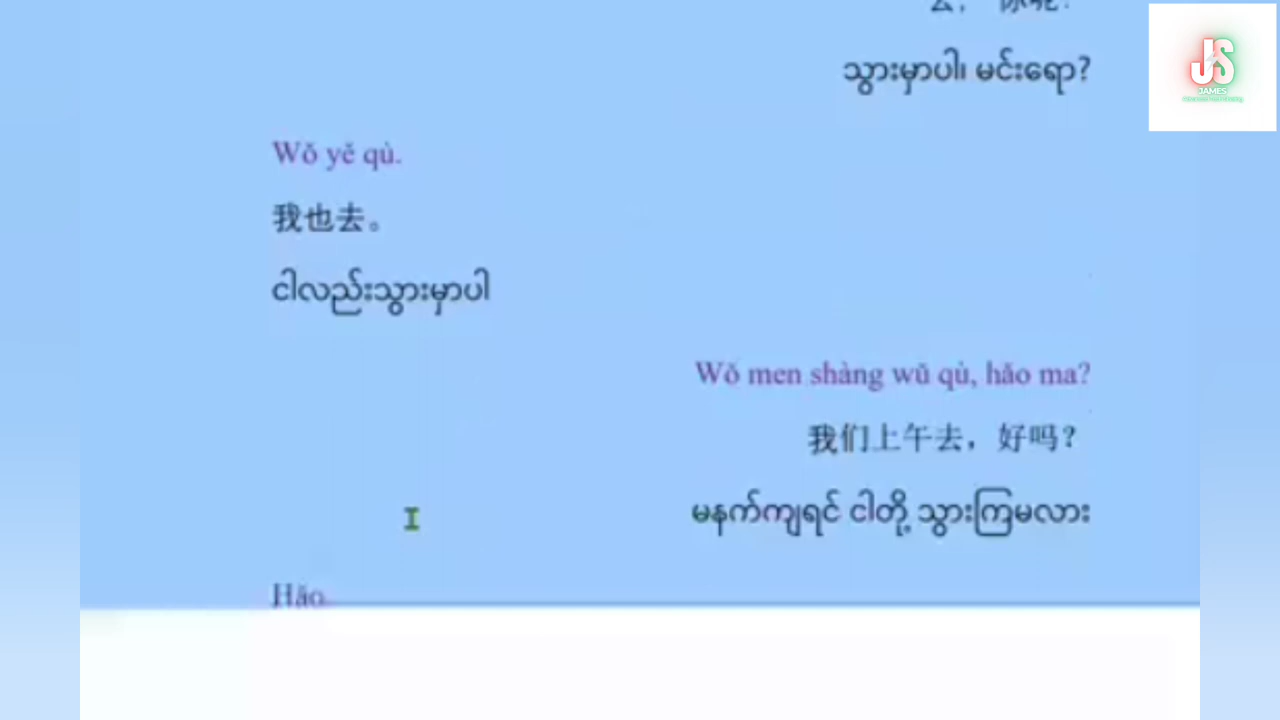 သွားမှာပါ၊ မင်းရော?
Wǒ yě qù.
我也去。
ငါလည်းသွားမှာပါ
Wǒ men shàng wǔ qù, hǎo ma?
我们上午去，好吗？
မနက်ကျရင် ငါတို့ သွားကြမလား
Hǎo
JS
JAMES